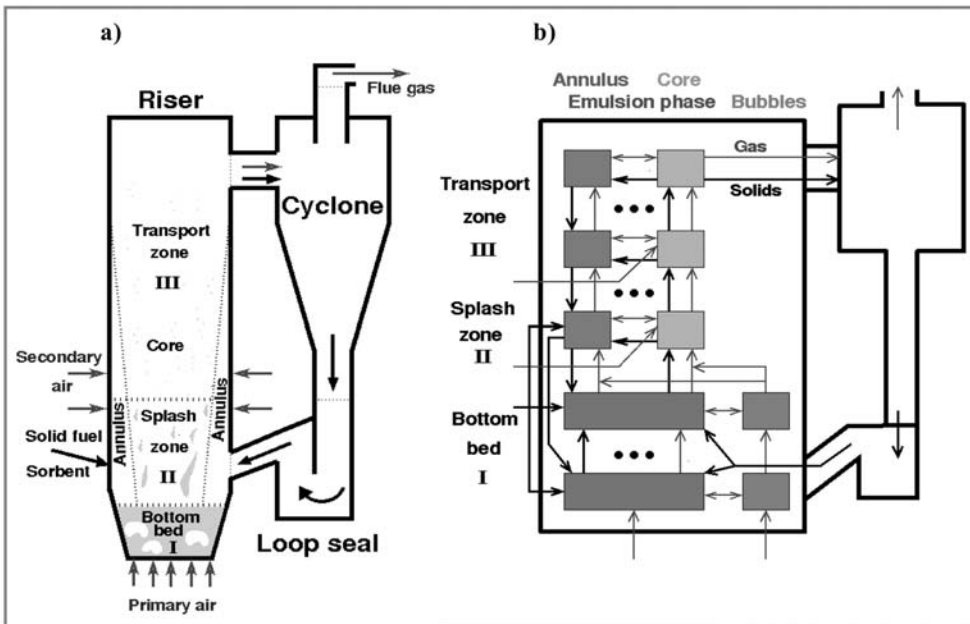 a)
Flue gas
Riser
Cyclone
Transport
zone
III
Core
Secondary
air
Annulus
Annulus
Splash
zone
II
Solid fuel
Sorbent
Bottom
bed
I
Loop seal
Primary air
b)
Annulus Core
Emulsion phase Bubbles
Gas
Solids
Transport
zone
III
Splash
zone
II
Bottom
bed
I